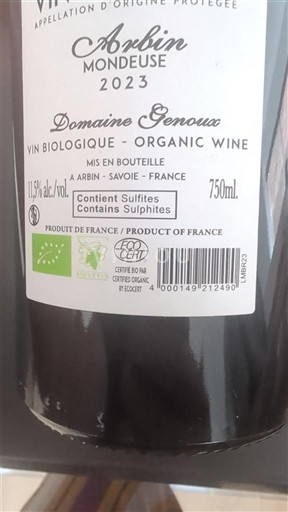 APPELLATION D'ORIGINE PROTÉGÉE
Arbin
MONDEUSE
2023
Domaine Genoux
VIN BIOLOGIQUE - ORGANIC WINE
MIS EN BOUTEILLE
A ARBIN - SAVOIE - FRANCE
11,5% alc./vol.
750ml.
Contient Sulfites
Contains Sulphites
PRODUIT DE FRANCE / PRODUCT OF FRANCE
ECO
CERT
CERTIFIÉ BIO PAR
CERTIFIED ORGANIC
BY ECOCERT
4 000149 212490
LMBR23